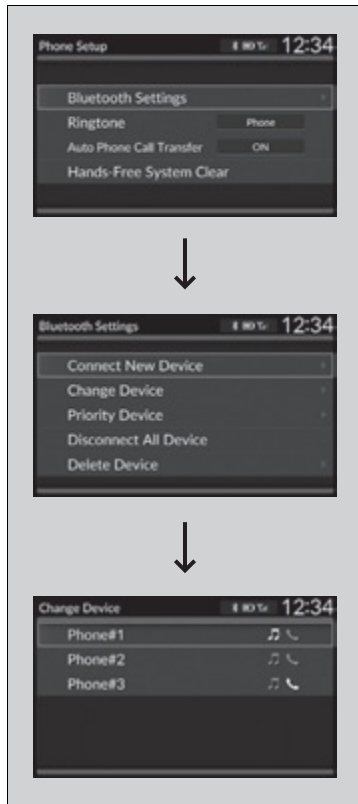 Phone Setup 12:34
Bluetooth Settings
Ringtone Phone
Auto Phone Call Transfer ON
Hands-Free System Clear
Bluetooth Settings 12:34
Connect New Device
Change Device
Priority Device
Disconnect All Device
Delete Device
Change Device 12:34
Phone#1
Phone#2
Phone#3